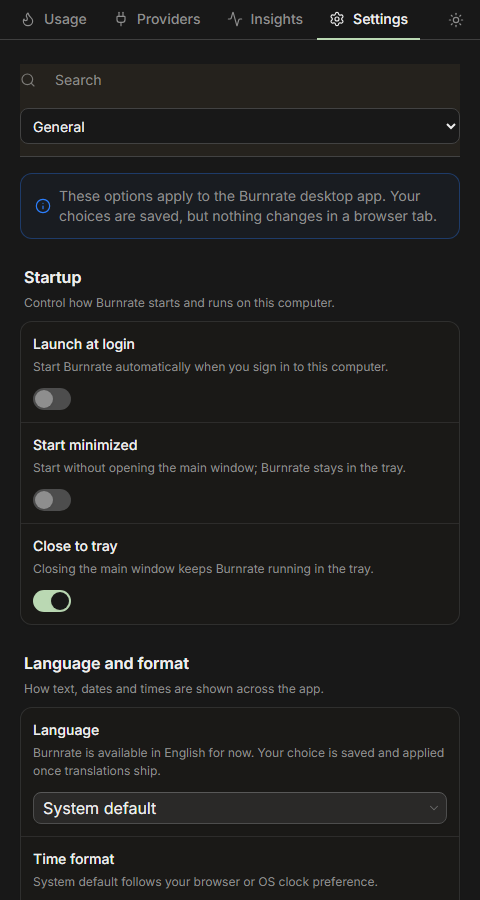 Usage
Providers
Insights
Settings
Search
General
These options apply to the Burnrate desktop app. Your
choices are saved, but nothing changes in a browser tab.
Startup
Control how Burnrate starts and runs on this computer.
Launch at login
Start Burnrate automatically when you sign in to this computer.
Start minimized
Start without opening the main window; Burnrate stays in the tray.
Close to tray
Closing the main window keeps Burnrate running in the tray.
Language and format
How text, dates and times are shown across the app.
Language
Burnrate is available in English for now. Your choice is saved and applied
once translations ship.
System default
Time format
System default follows your browser or OS clock preference.